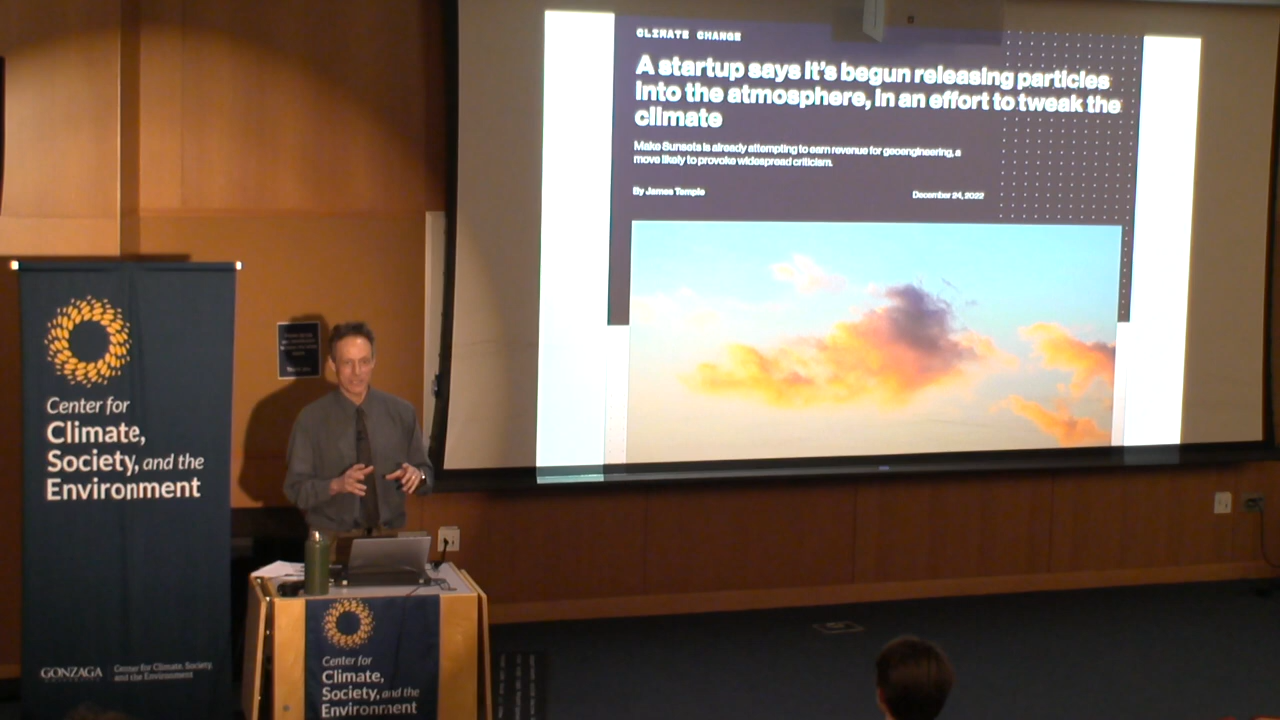 CLIMATE CHANGE
A startup says it's begun releasing particles
into the atmosphere, in an effort to tweak the
climate
Make Sunsets is already attempting to earn revenue for geoengineering, a
move likely to provoke widespread criticism.
By James Temple
December 24, 2022
Center for
Climate,
Society, and the
Environment
GONZAGA
UNIVERSITY
Center for Climate, Society,
and the Environment
Center for
Climate,
Society, and the
Environment